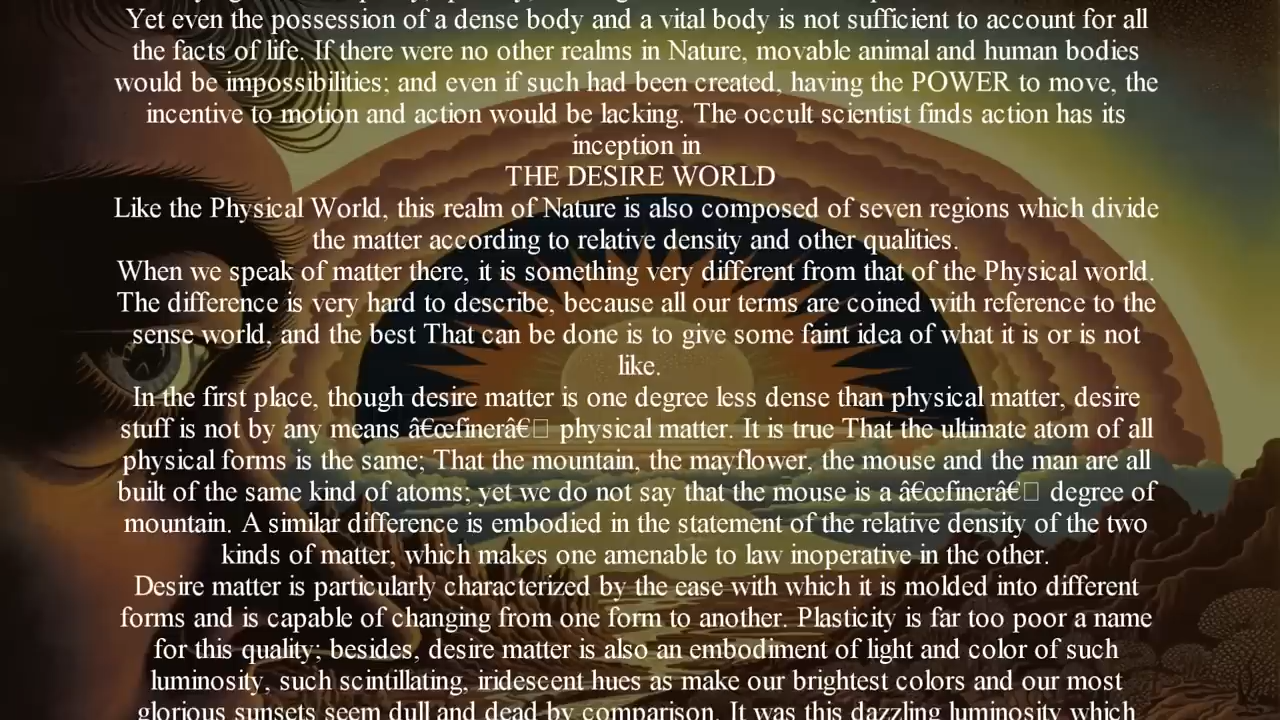 Yet even the possession of a dense body and a vital body is not sufficient to account for all
the facts of life. If there were no other realms in Nature, movable animal and human bodies
would be impossibilities; and even if such had been created, having the POWER to move, the
incentive to motion and action would be lacking. The occult scientist finds action has its
inception in
THE DESIRE WORLD
Like the Physical World, this realm of Nature is also composed of seven regions which divide
the matter according to relative density and other qualities.
When we speak of matter there, it is something very different from that of the Physical world.
The difference is very hard to describe, because all our terms are coined with reference to the
sense world, and the best That can be done is to give some faint idea of what it is or is not
like.
In the first place, though desire matter is one degree less dense than physical matter, desire
stuff is not by any means â€œfinerâ€□ physical matter. It is true That the ultimate atom of all
physical forms is the same; That the mountain, the mayflower, the mouse and the man are all
built of the same kind of atoms; yet we do not say that the mouse is a â€œfinerâ€□ degree of
mountain. A similar difference is embodied in the statement of the relative density of the two
kinds of matter, which makes one amenable to law inoperative in the other.
Desire matter is particularly characterized by the ease with which it is molded into different
forms and is capable of changing from one form to another. Plasticity is far too poor a name
for this quality; besides, desire matter is also an embodiment of light and color of such
luminosity, such scintillating, iridescent hues as make our brightest colors and our most
glorious sunsets seem dull and dead by comparison. It was this dazzling luminosity which